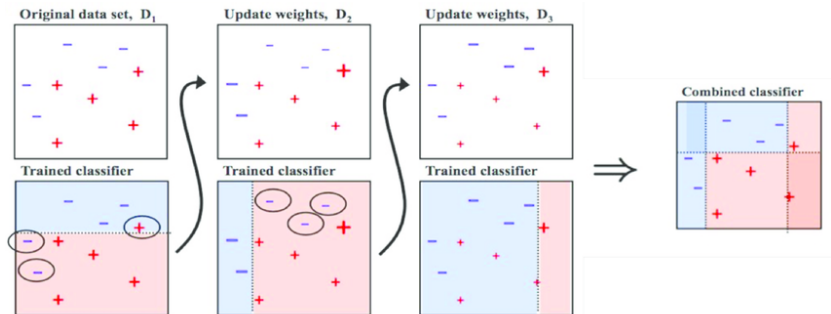 Original data set, D1
Update weights, D2
Update weights, D3
Combined classifier
Trained classifier
Trained classifier
Trained classifier